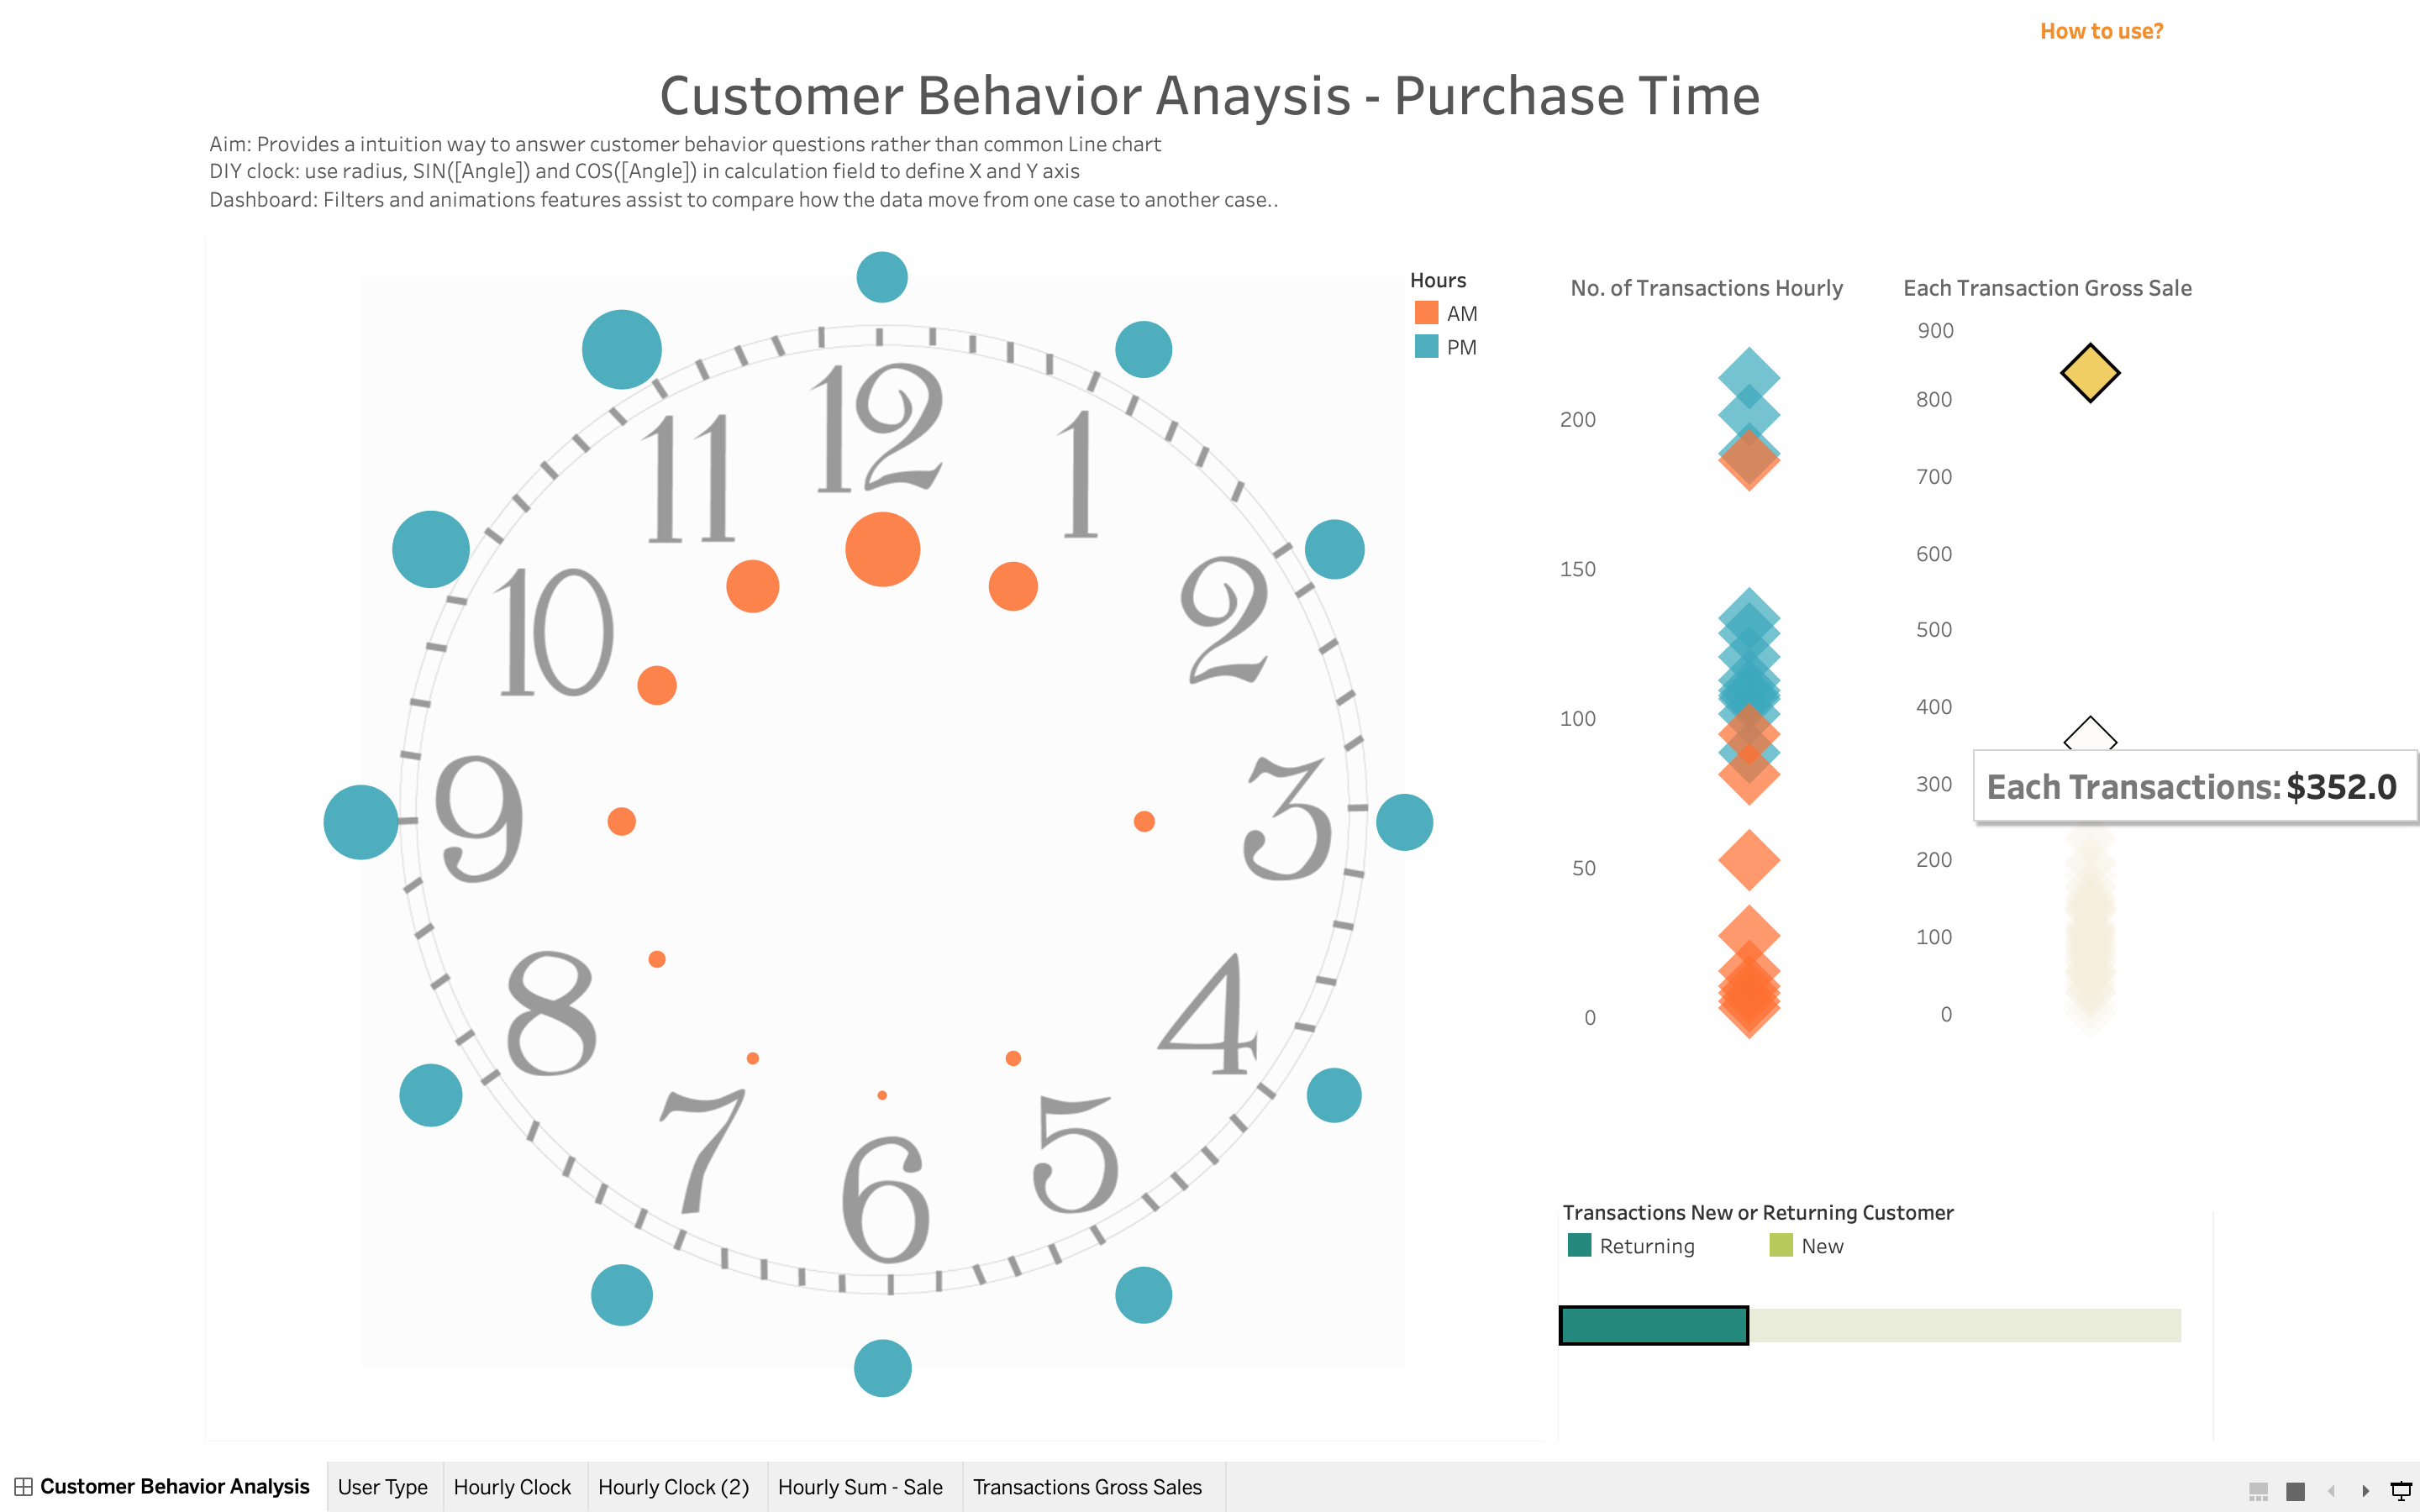 How to use?
Customer Behavior Anaysis - Purchase Time
Aim: Provides a intuition way to answer customer behavior questions rather than common Line chart
DIY clock: use radius, SIN([Angle]) and COS([Angle]) in calculation field to define X and Y axis
Dashboard: Filters and animations features assist to compare how the data move from one case to another case..
Hours
AM
PM
12
1
2
3
4
5
6
7
8
9
10
11
No. of Transactions Hourly
200
150
100
50
0
Each Transaction Gross Sale
900
800
700
600
500
400
300
200
100
0
Each Transactions: $352.0
Transactions New or Returning Customer
Returning
New
Customer Behavior Analysis
User Type
Hourly Clock
Hourly Clock (2)
Hourly Sum - Sale
Transactions Gross Sales